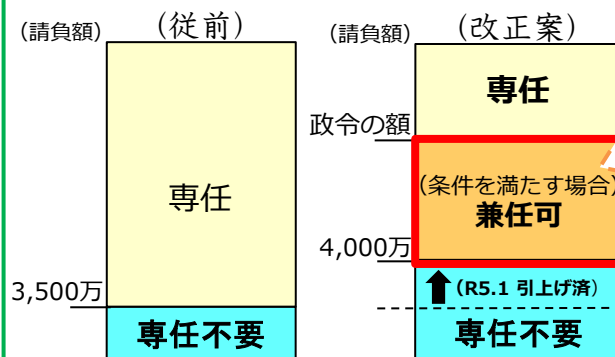 (従前)
(請負額)
専任
3,500万
専任不要
(改正案)
(請負額)
専任
政令の額
(条件を満たす場合)
兼任可
4,000万
(R5.1 引上げ済)
専任不要